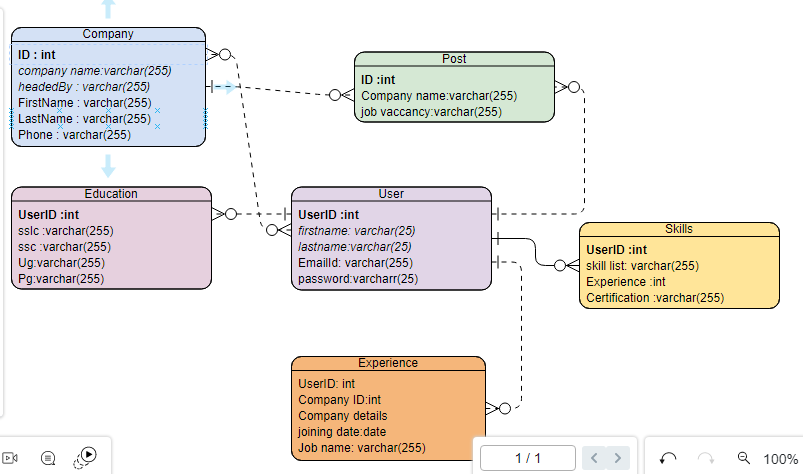 Company
ID : int
company name:varchar(255)
headedBy : varchar(255)
FirstName : varchar(255)
LastName : varchar(255)
Phone : varchar(255)
Post
ID :int
Company name:varchar(255)
job vaccancy:varchar(255)
Education
UserID :int
sslc :varchar(255)
ssc :varchar(255)
Ug:varchar(255)
Pg:varchar(255)
User
UserID :int
firstname: varchar(25)
lastname:varchar(25)
EmailId: varchar(255)
password:varcharr(25)
Skills
UserID :int
skill list: varchar(255)
Experience :int
Certification :varchar(255)
Experience
UserID: int
Company ID:int
Company details
joining date:date
Job name: varchar(255)
1 / 1
100%